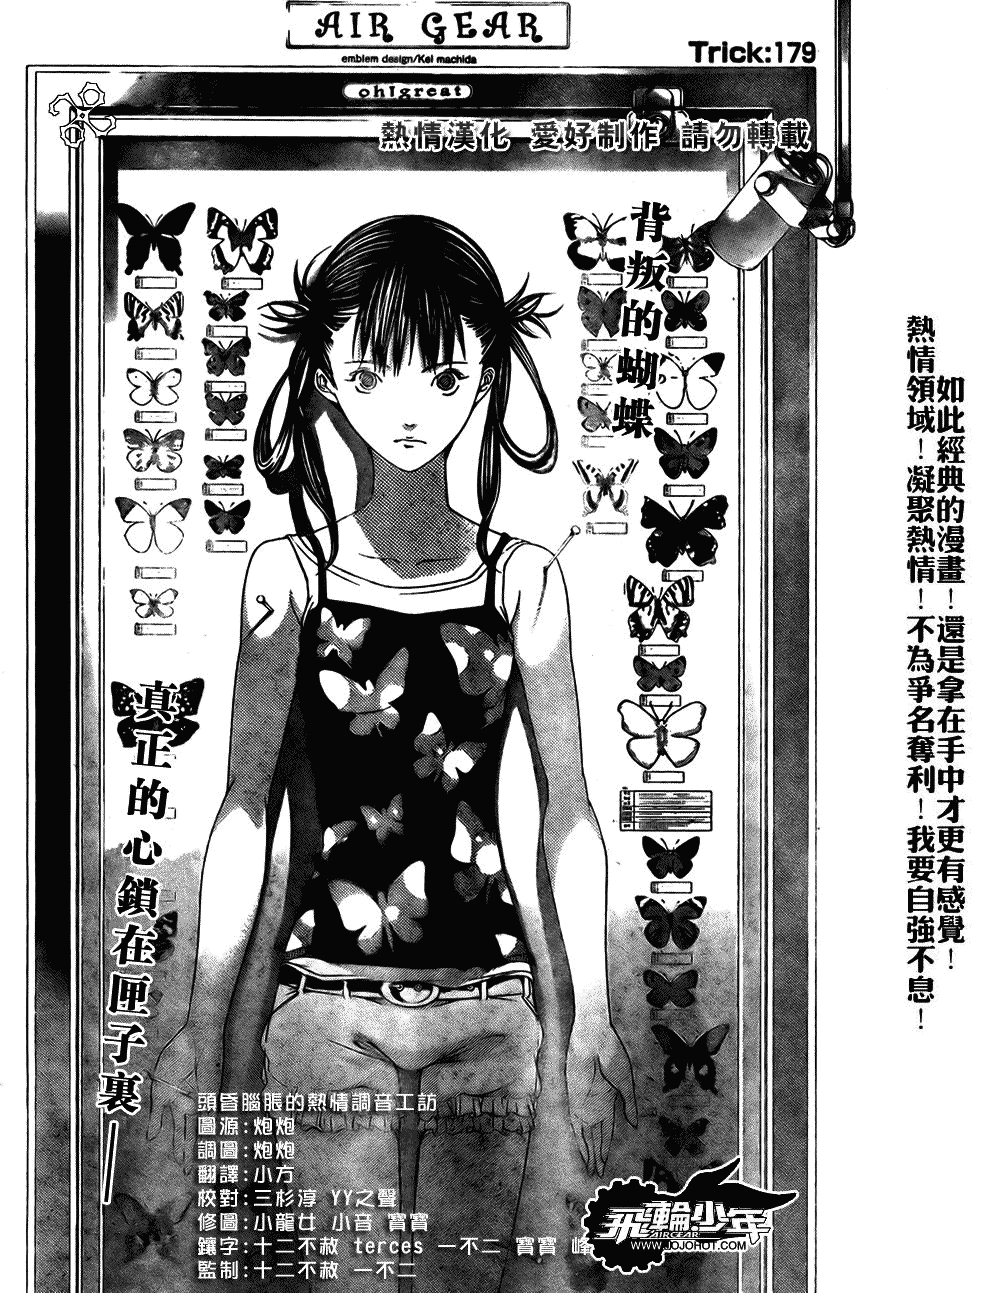 AIR GEAR
emblem design/Kei machida
Trick:179
oh!great
熱情漢化 愛好制作 請勿轉載
背叛的蝴蝶
如此經典的漫畫！還是拿在手中才更有感覺！
熱情領域！凝聚熱情！不為爭名奪利！我要自強不息！
真正的心鎖在匣子裏——
頭昏腦脹的熱情調音工訪
圖源:炮炮
調圖:炮炮
翻譯:小方
校對:三杉淳 YY之聲
修圖:小龍女 小音 寶寶
鑲字:十二不赦 terces 一不二 寶寶 峰
監制:十二不赦 一不二
飛輪少年
AIRGEAR
WWW.JOJOHOT.COM